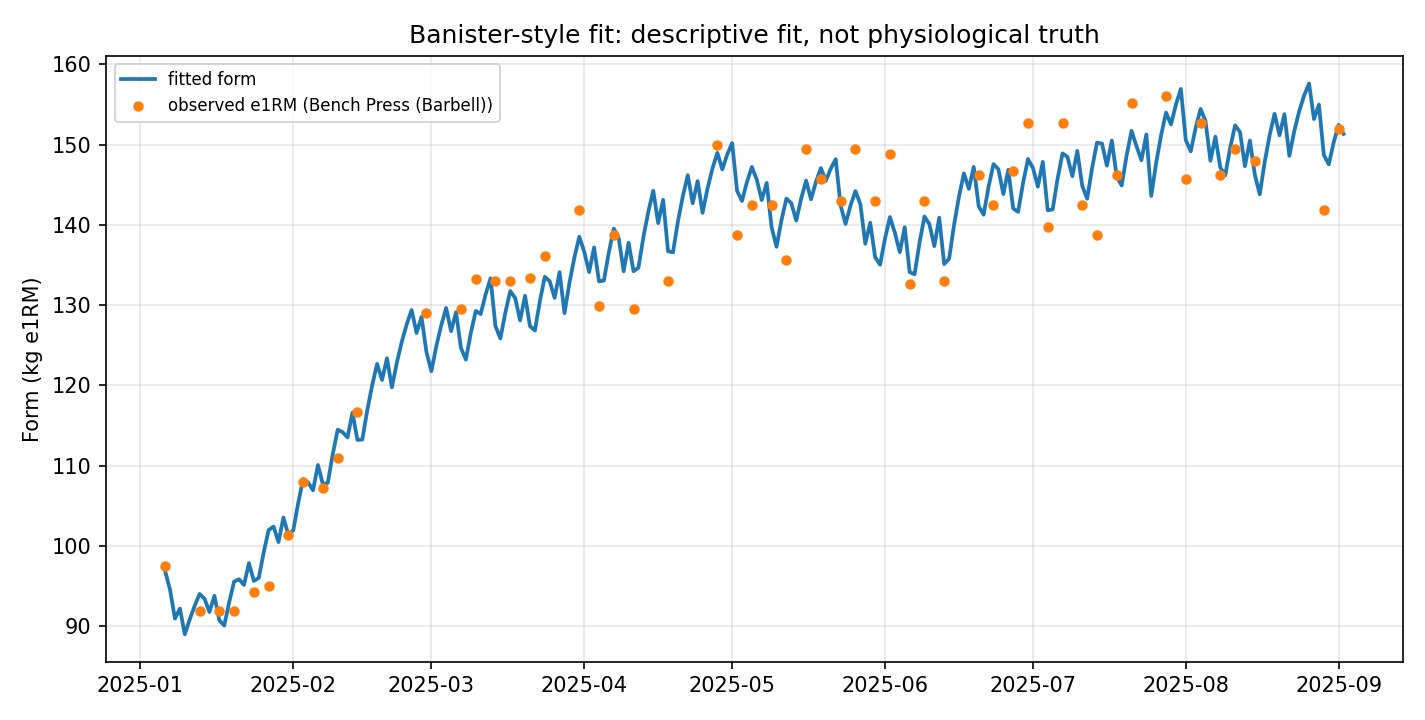 Banister-style fit: descriptive fit, not physiological truth
fitted form
observed e1RM (Bench Press (Barbell))
Form (kg e1RM)
160
150
140
130
120
110
100
90
2025-01 2025-02 2025-03 2025-04 2025-05 2025-06 2025-07 2025-08 2025-09